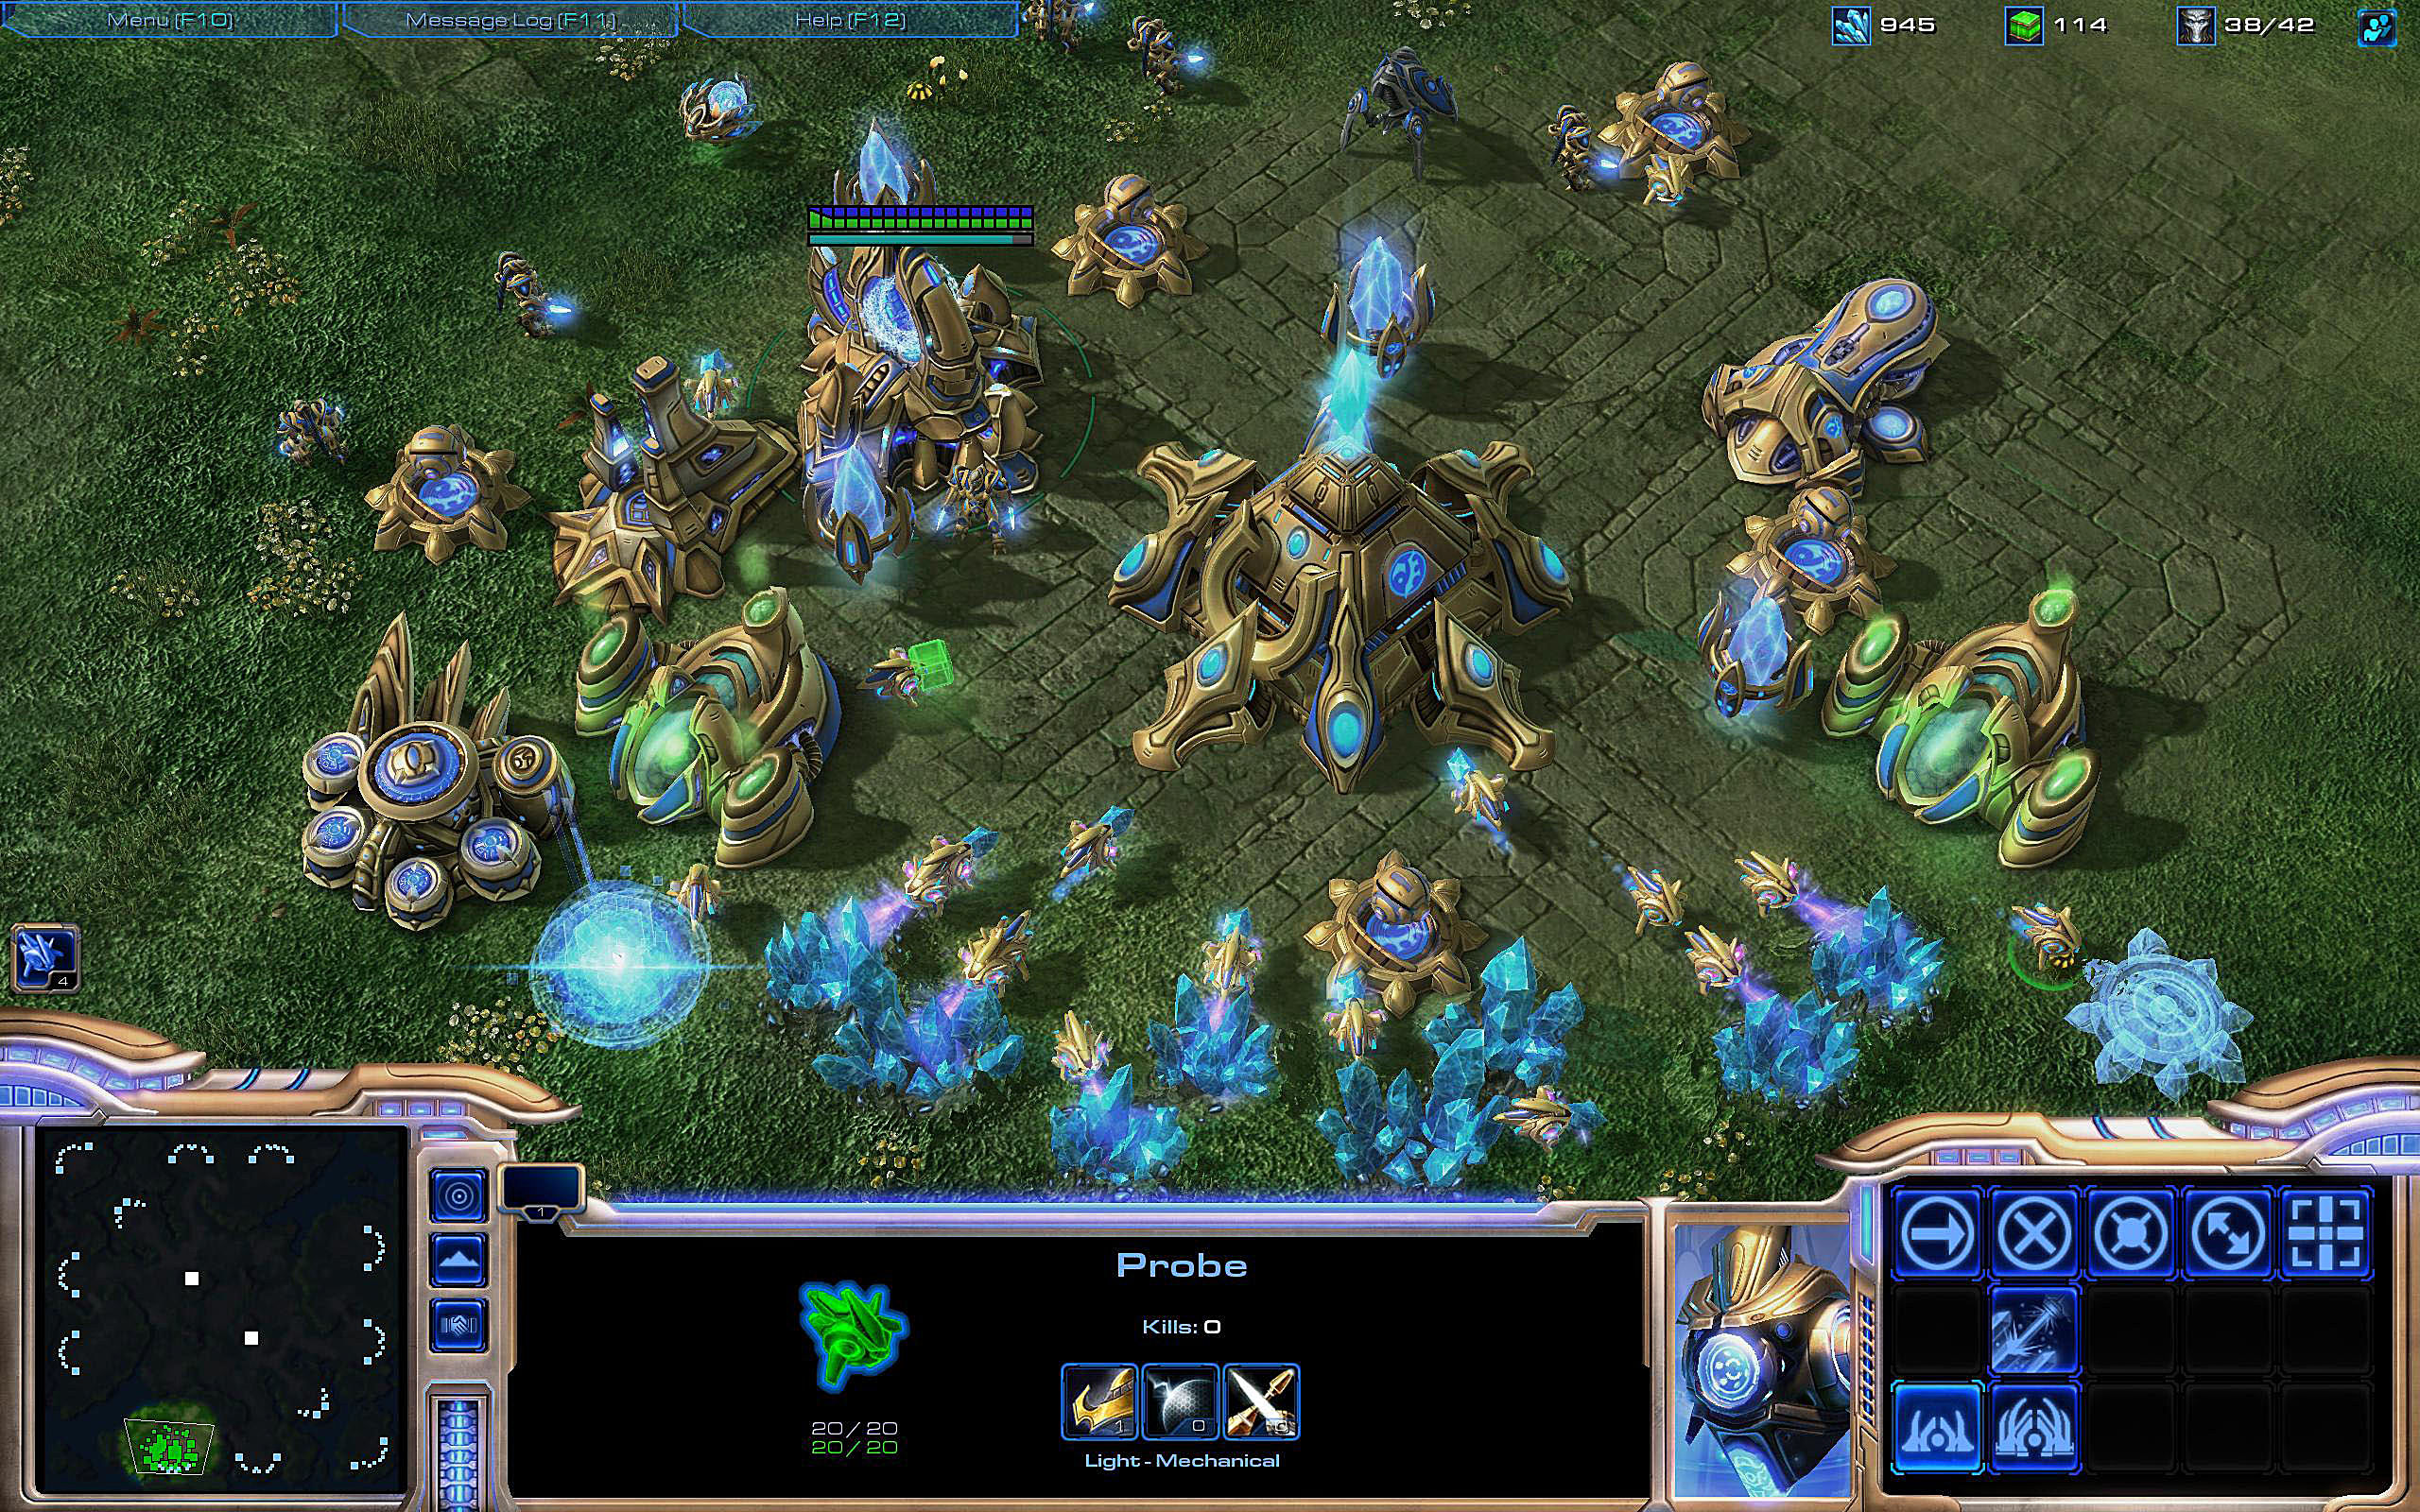 Menu (F10) Message Log (F11) Help (F12) 945 114 38/42
4
1
Probe
Kills: 0
1 0 0
20/20
20/20
Light - Mechanical